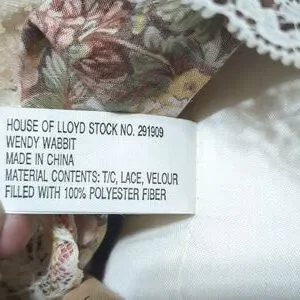 HOUSE OF LLOYD STOCK NO. 291909
WENDY WABBIT
MADE IN CHINA
MATERIAL CONTENTS: T/C, LACE, VELOUR
FILLED WITH 100% POLYESTER FIBER